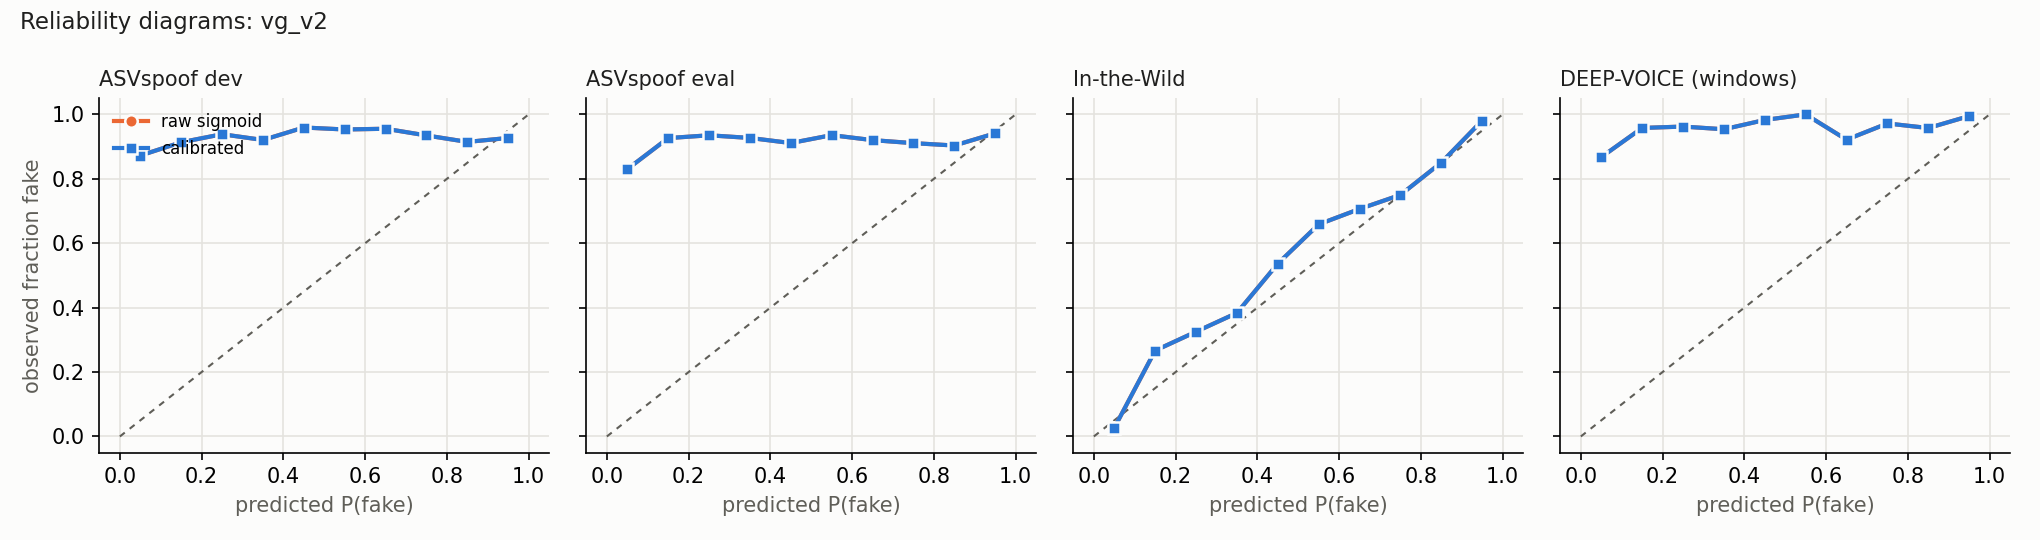 Reliability diagrams: vg_v2
ASVspoof dev
ASVspoof eval
In-the-Wild
DEEP-VOICE (windows)
raw sigmoid
calibrated
observed fraction fake
1.0
0.8
0.6
0.4
0.2
0.0
0.0 0.2 0.4 0.6 0.8 1.0
0.0 0.2 0.4 0.6 0.8 1.0
0.0 0.2 0.4 0.6 0.8 1.0
0.0 0.2 0.4 0.6 0.8 1.0
predicted P(fake)
predicted P(fake)
predicted P(fake)
predicted P(fake)